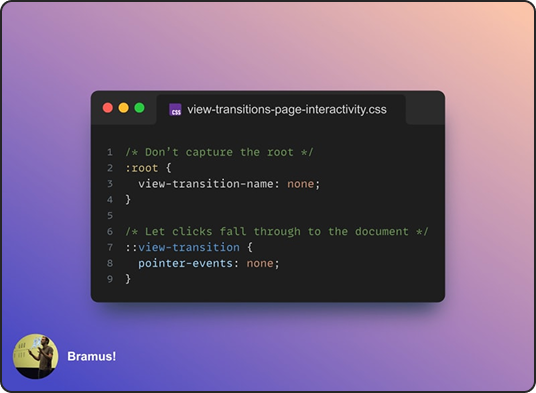 CSS
view-transitions-page-interactivity.css
1 /* Don't capture the root */
2 :root {
3   view-transition-name: none;
4 }
5
6 /* Let clicks fall through to the document */
7 ::view-transition {
8   pointer-events: none;
9 }
Bramus!